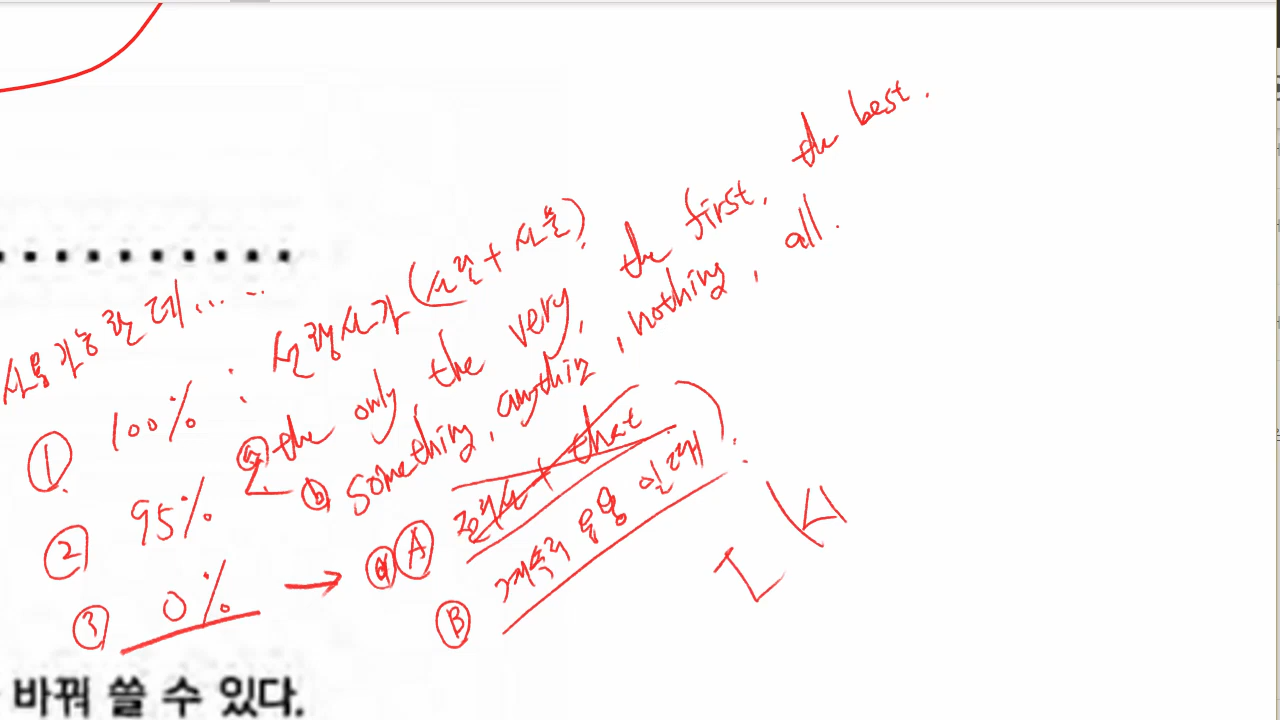 사용가능한데......
① 100% : 선행사가 (사람+사물).
② 95% ⓐ the only the very, the first, the best.
ⓑ something, anything, nothing, all.
③ 0% → Ⓐ 전치사 + that
Ⓑ 계속적 용법 일 때.
바꿔 쓸 수 있다.